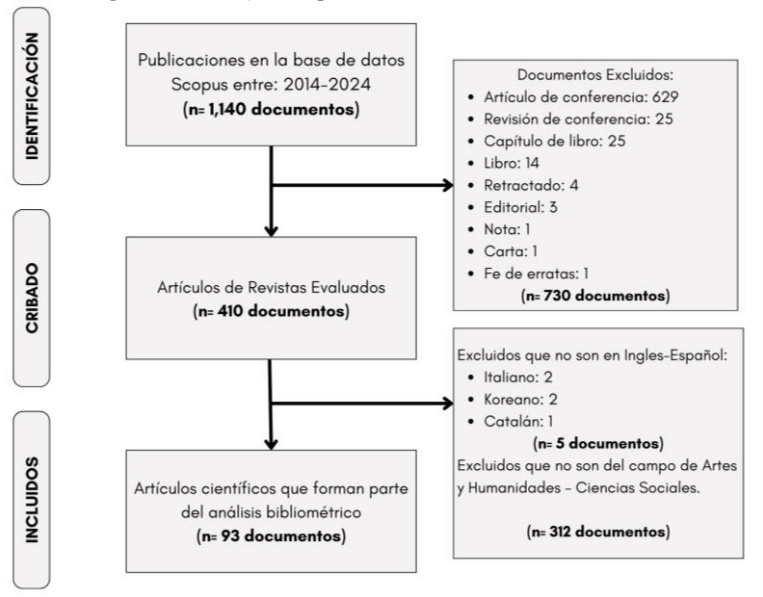 IDENTIFICACIÓN
Publicaciones en la base de datos
Scopus entre: 2014-2024
(n= 1,140 documentos)
Documentos Excluidos:
• Artículo de conferencia: 629
• Revisión de conferencia: 25
• Capítulo de libro: 25
• Libro: 14
• Retractado: 4
• Editorial: 3
• Nota: 1
• Carta: 1
• Fe de erratas: 1
(n= 730 documentos)
CRIBADO
Artículos de Revistas Evaluados
(n= 410 documentos)
Excluidos que no son en Ingles-Español:
• Italiano: 2
• Koreano: 2
• Catalán: 1
(n= 5 documentos)
Excluidos que no son del campo de Artes
y Humanidades - Ciencias Sociales.
(n= 312 documentos)
INCLUIDOS
Artículos científicos que forman parte
del análisis bibliométrico
(n= 93 documentos)